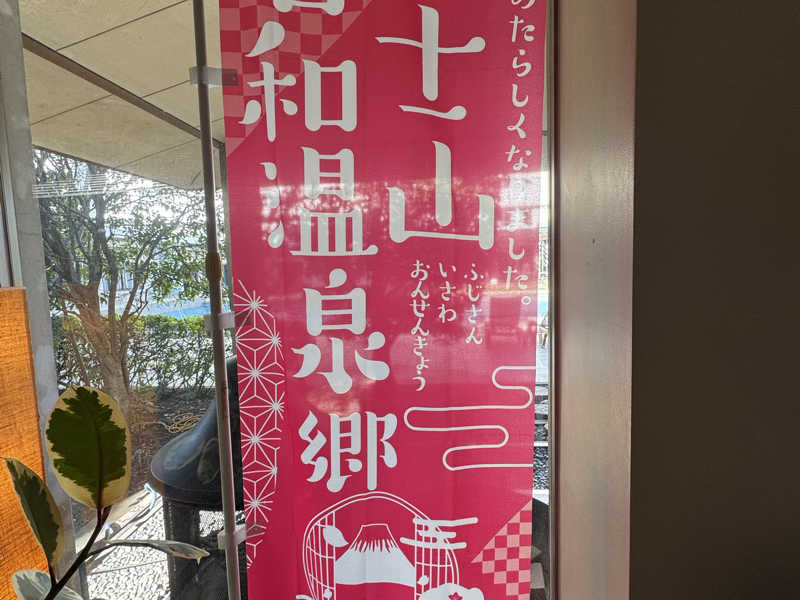 あたらしくなりました。
士山
ふじさん
いさわ
おんせんきょう
石和温泉郷